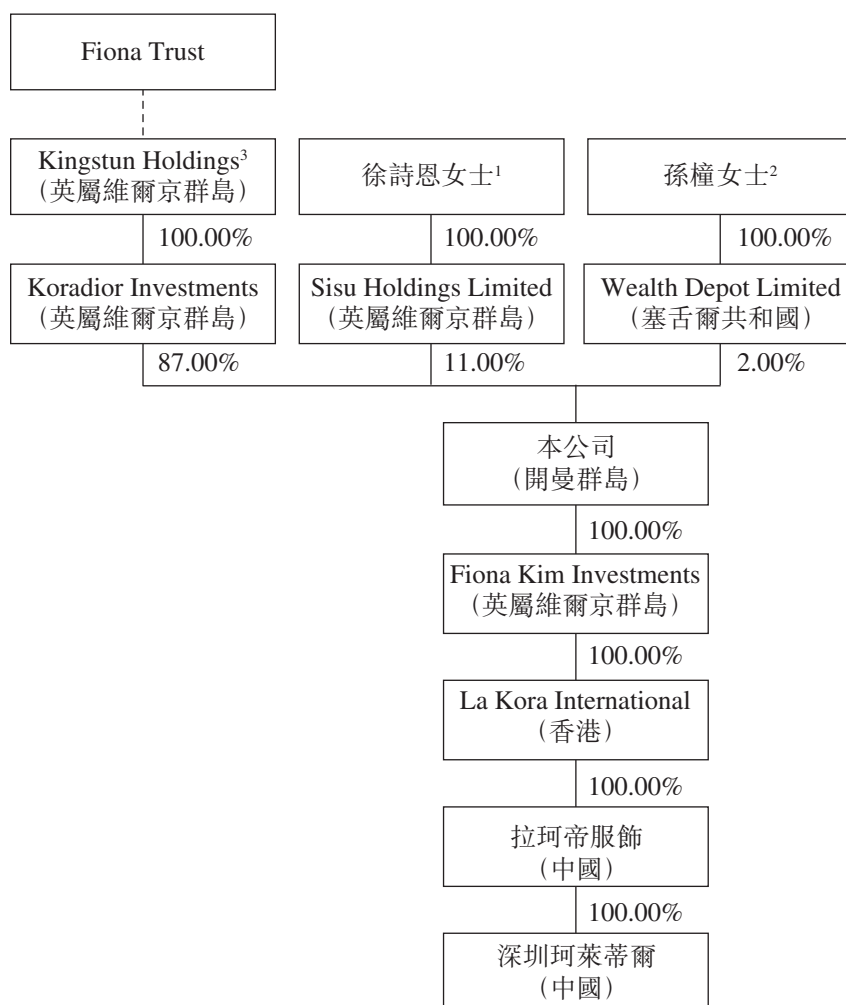 Fiona Trust
Kingstun Holdings³
(英屬維爾京群島)
徐詩恩女士¹
孫橦女士²
100.00%
100.00%
100.00%
Koradior Investments
(英屬維爾京群島)
Sisu Holdings Limited
(英屬維爾京群島)
Wealth Depot Limited
(塞舌爾共和國)
87.00%
11.00%
2.00%
本公司
(開曼群島)
100.00%
Fiona Kim Investments
(英屬維爾京群島)
100.00%
La Kora International
(香港)
100.00%
拉珂帝服飾
(中國)
100.00%
深圳珂萊蒂爾
(中國)